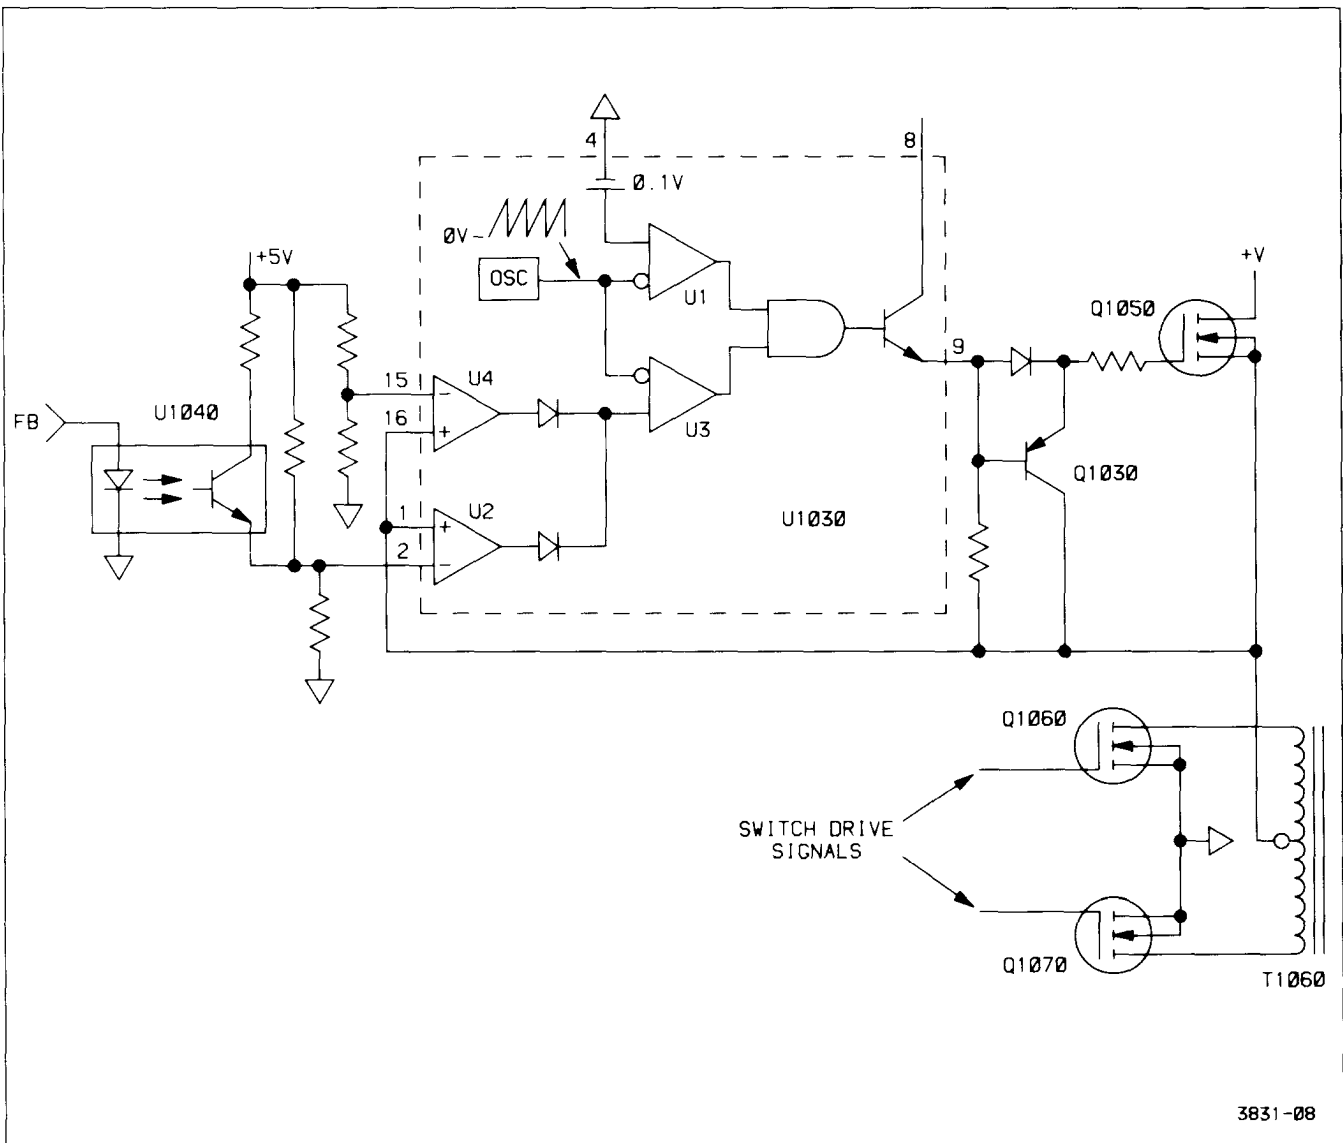 4
8
0.1V
0V
+5V
OSC
U1
+V
Q1050
9
15
U4
16
U3
FB
U1040
Q1030
1
U2
2
U1030
Q1060
SWITCH DRIVE
SIGNALS
Q1070
T1060
3831-08